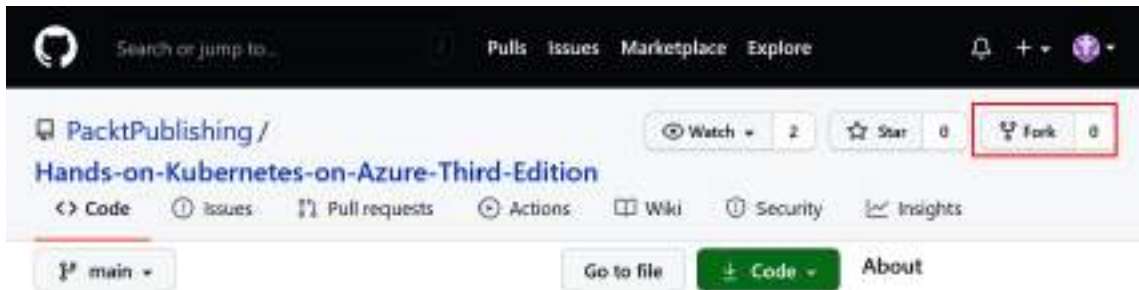 Search or jump to... / Pulls Issues Marketplace Explore
PacktPublishing / Watch 2 Star 0 Fork 0
Hands-on-Kubernetes-on-Azure-Third-Edition
<> Code Issues Pull requests Actions Wiki Security Insights
main Go to file Code About